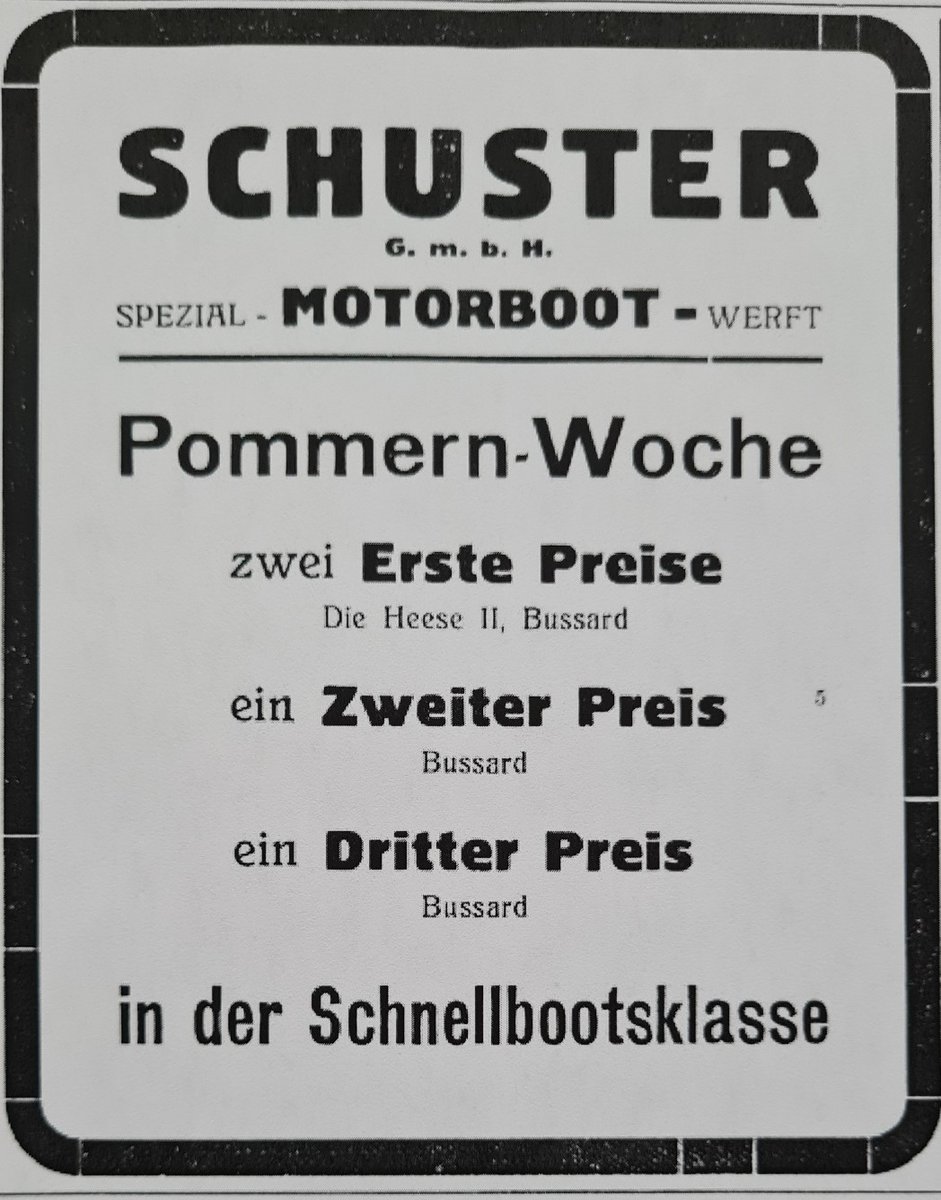 SCHUSTER
G. m. b. H.
SPEZIAL - MOTORBOOT - WERFT
Pommern-Woche
zwei Erste Preise
Die Heese II, Bussard
ein Zweiter Preis
5
Bussard
ein Dritter Preis
Bussard
in der Schnellbootsklasse